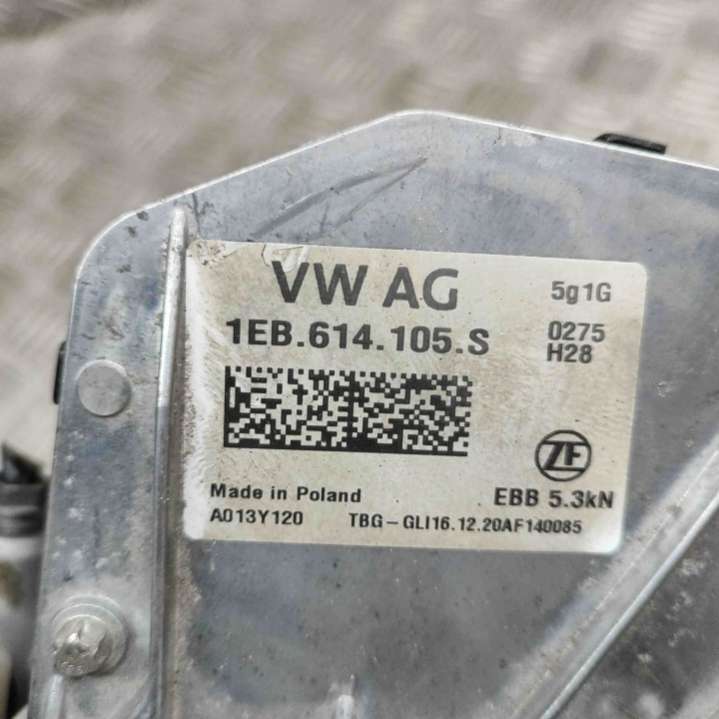 VW AG
5g1G
1EB.614.105.S
0275
H28
ZF
Made in Poland
EBB 5.3kN
A013Y120
TBG-GLI16.12.20AF140085